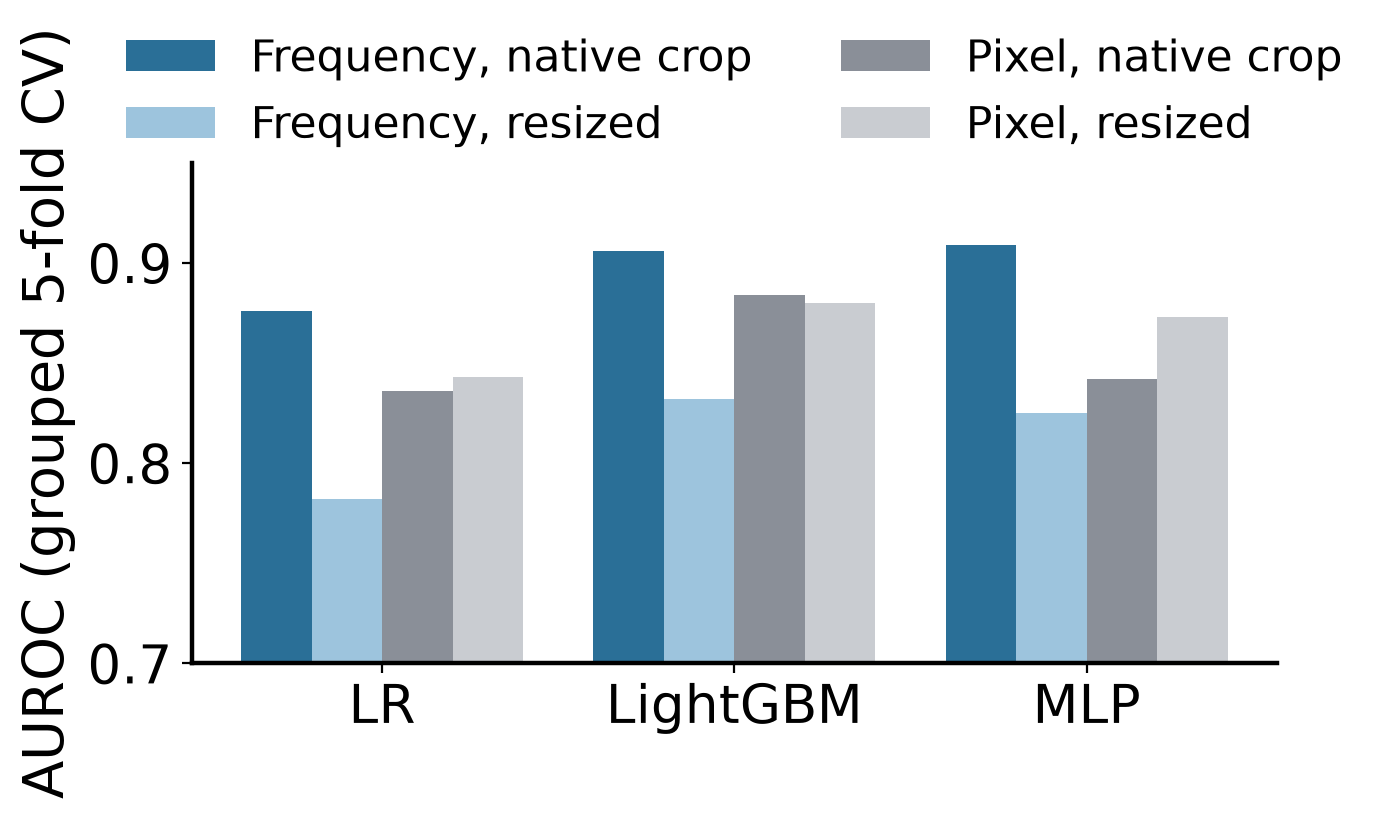 Frequency, native crop
Frequency, resized
Pixel, native crop
Pixel, resized
AUROC (grouped 5-fold CV)
0.9
0.8
0.7
LR
LightGBM
MLP